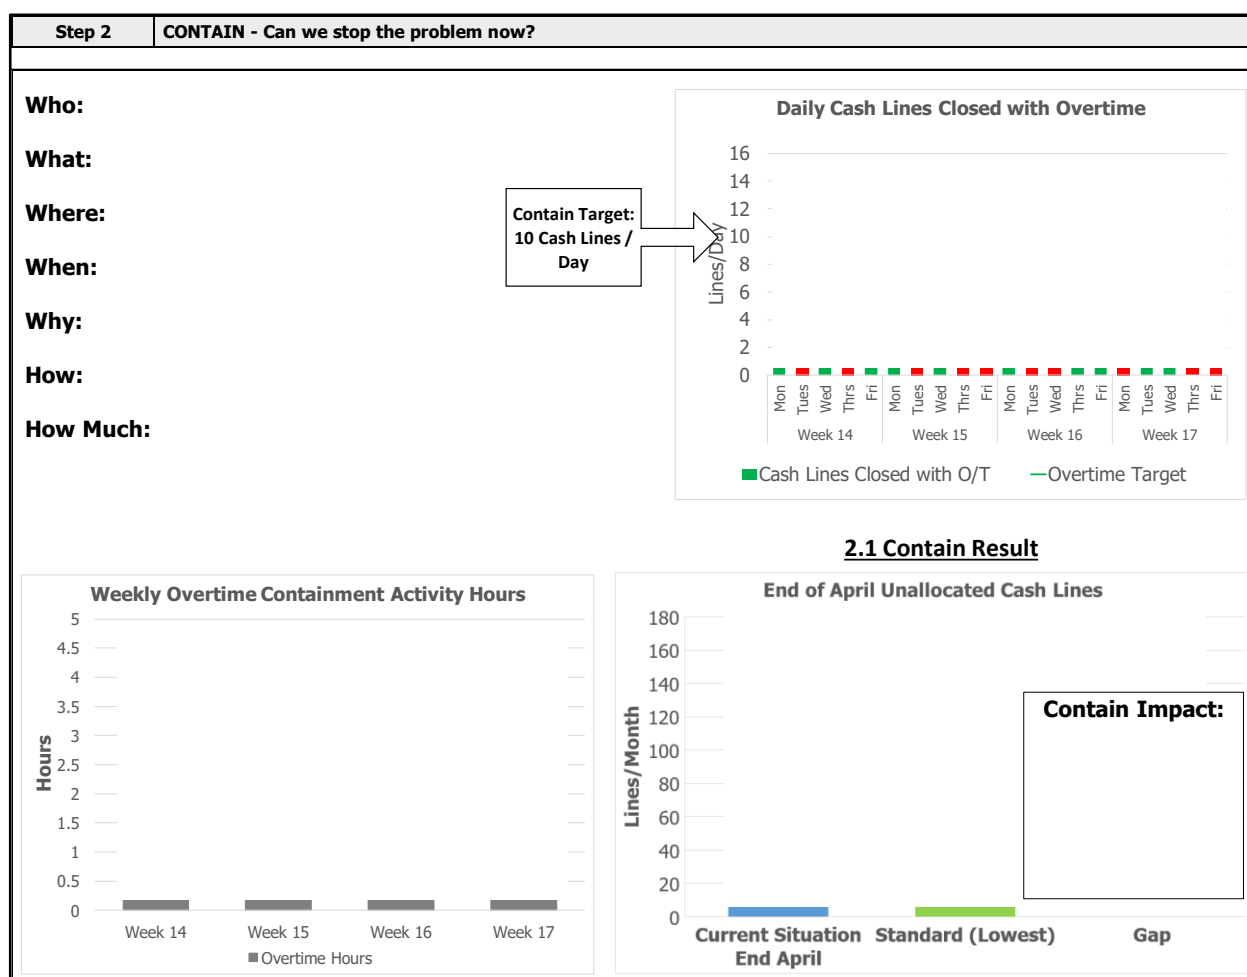 Step 2 CONTAIN - Can we stop the problem now?
Who:
What:
Where:
When:
Why:
How:
How Much:
Contain Target:
10 Cash Lines /
Day
Daily Cash Lines Closed with Overtime
Lines/Day
16
14
12
10
8
6
4
2
0
Mon Tues Wed Thrs Fri Mon Tues Wed Thrs Fri Mon Tues Wed Thrs Fri Mon Tues Wed Thrs Fri
Week 14 Week 15 Week 16 Week 17
Cash Lines Closed with O/T Overtime Target
2.1 Contain Result
Weekly Overtime Containment Activity Hours
Hours
5
4.5
4
3.5
3
2.5
2
1.5
1
0.5
0
Week 14 Week 15 Week 16 Week 17
Overtime Hours
End of April Unallocated Cash Lines
Lines/Month
180
160
140
120
100
80
60
40
20
0
Contain Impact:
Current Situation Standard (Lowest) Gap
End April